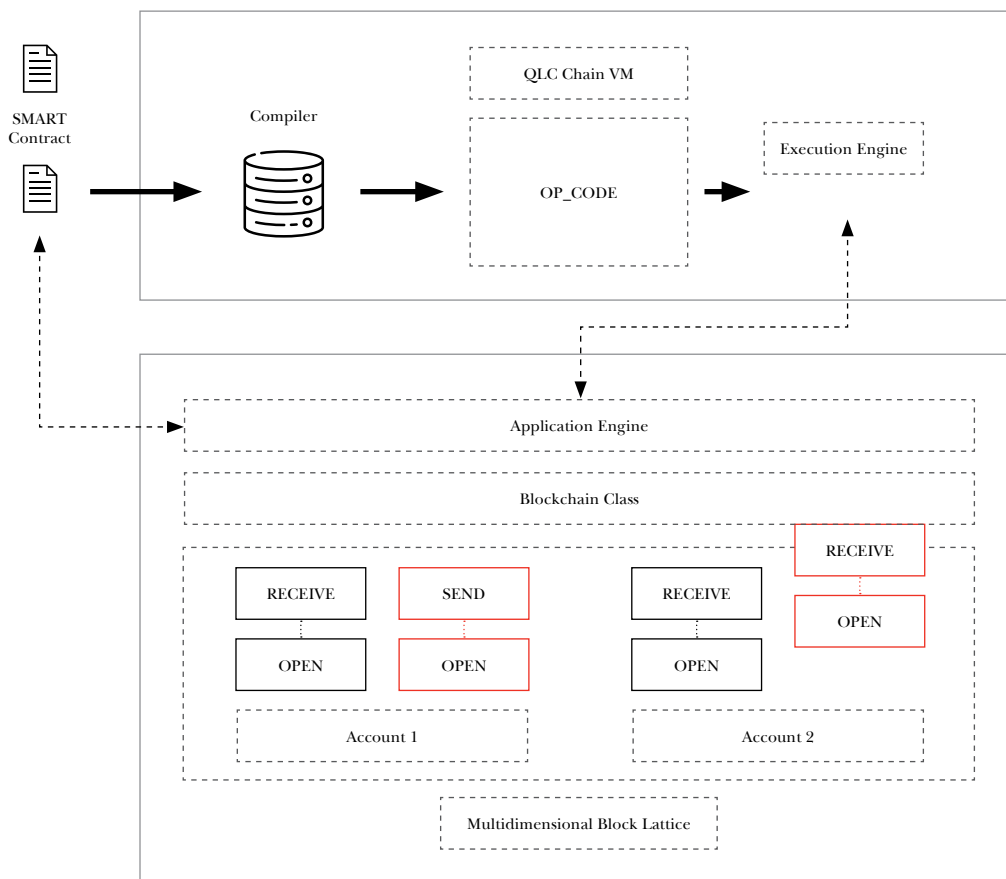 SMART
Contract
Compiler
QLC Chain VM
OP_CODE
Execution Engine
Application Engine
Blockchain Class
RECEIVE
OPEN
SEND
OPEN
RECEIVE
OPEN
RECEIVE
OPEN
Account 1
Account 2
Multidimensional Block Lattice